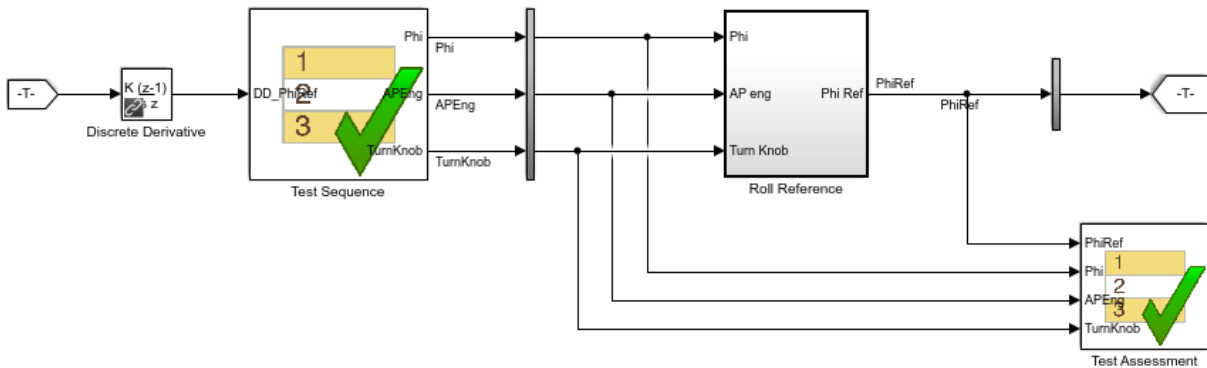 -T-
K (z-1)
s z
Discrete Derivative
DD_PhiRef
1
2
3
Phi
APEng
TurnKnob
Test Sequence
Phi
APEng
TurnKnob
Phi
AP eng
Turn Knob
Phi Ref
Roll Reference
PhiRef
PhiRef
-T-
PhiRef
Phi
APEng
TurnKnob
1
2
3
Test Assessment